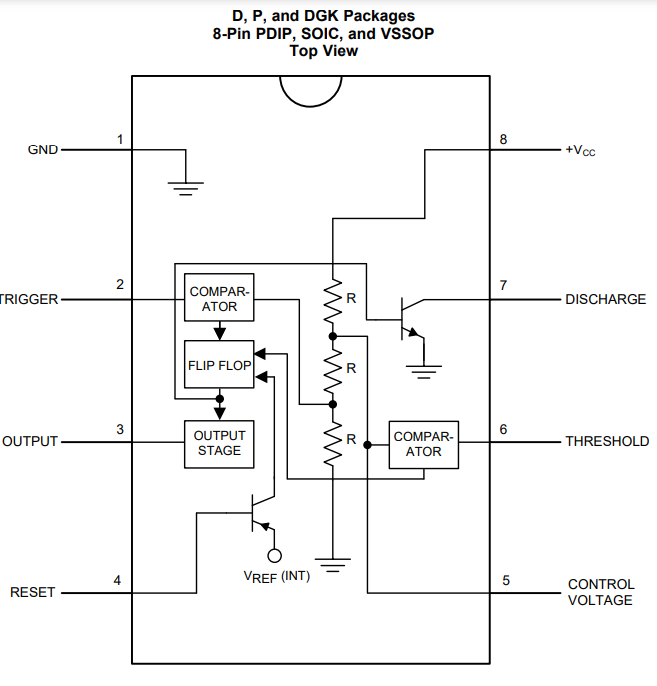 D, P, and DGK Packages
8-Pin PDIP, SOIC, and VSSOP
Top View
1
GND
8
+VCC
2
TRIGGER
COMPAR-
ATOR
R
7
DISCHARGE
FLIP FLOP
R
3
OUTPUT
OUTPUT
STAGE
R
COMPAR-
ATOR
6
THRESHOLD
4
RESET
VREF (INT)
5
CONTROL
VOLTAGE